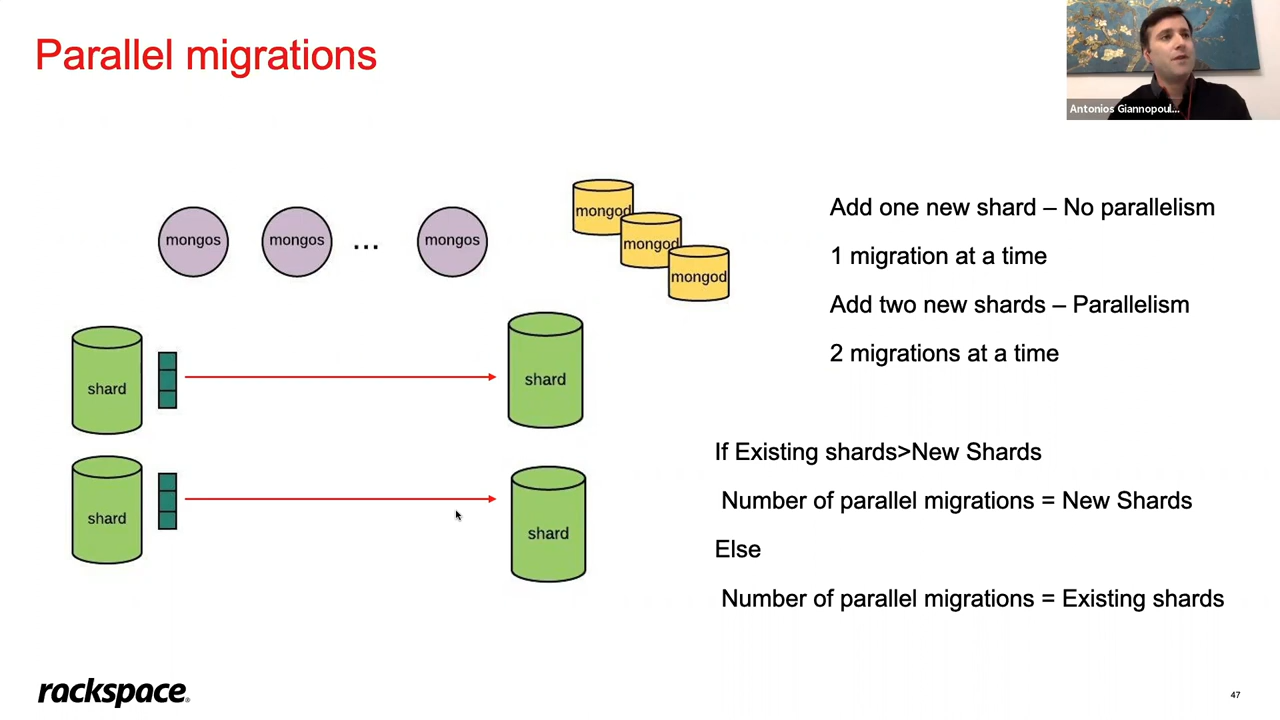 Parallel migrations
Antonios Giannopoul...
mongos
mongos
...
mongos
mongod
mongod
mongod
shard
shard
shard
shard
Add one new shard – No parallelism
1 migration at a time
Add two new shards – Parallelism
2 migrations at a time
If Existing shards>New Shards
Number of parallel migrations = New Shards
Else
Number of parallel migrations = Existing shards
rackspace®
47